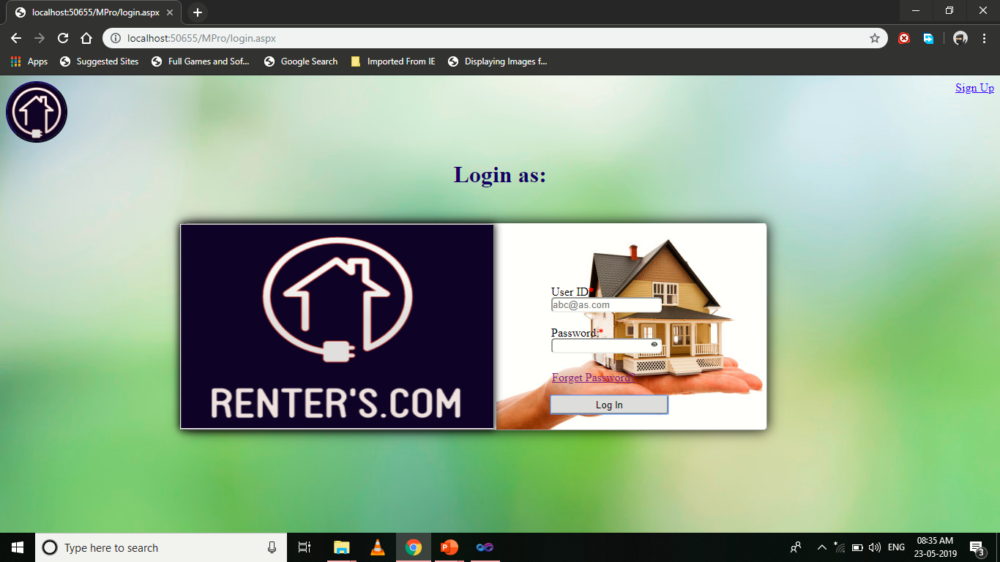 localhost:50655/MPro/login.aspx
localhost:50655/MPro/login.aspx
Apps Suggested Sites Full Games and Sof... Google Search Imported From IE Displaying Images f...
Sign Up
Login as:
RENTER'S.COM
User ID*
abc@as.com
Password:*
Forget Password?
Log In
Type here to search
ENG
08:35 AM
23-05-2019
3